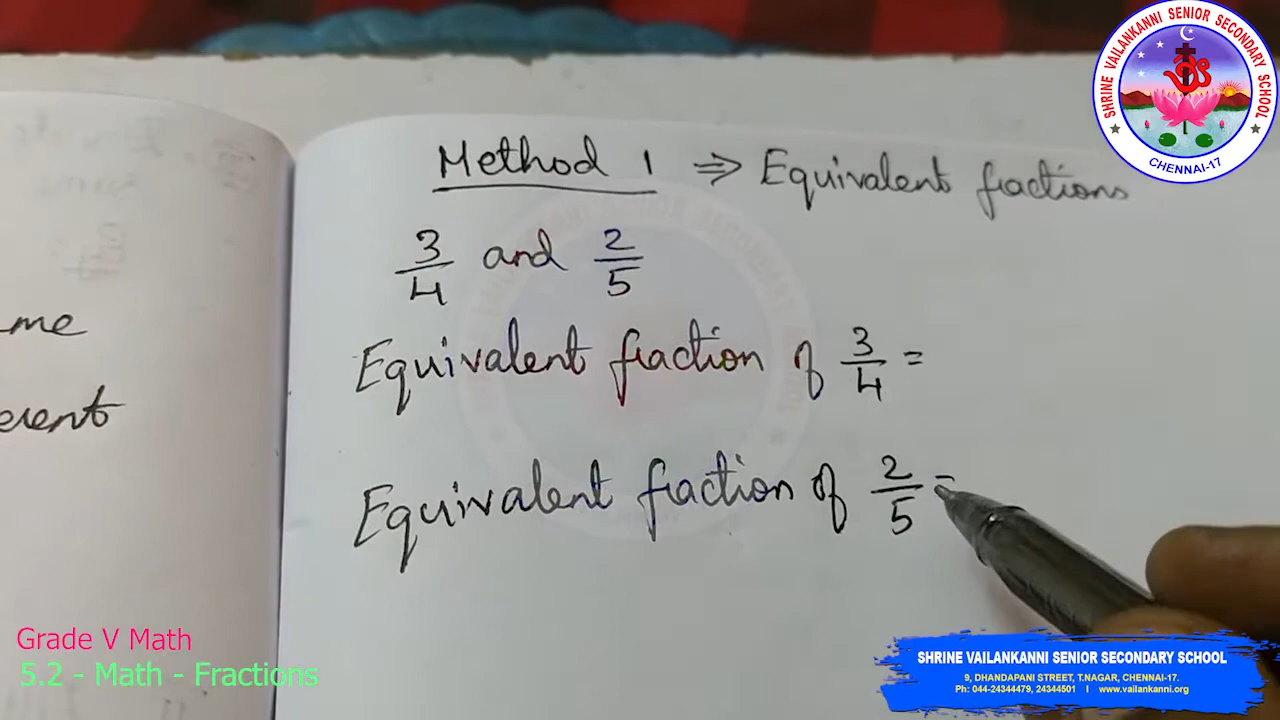 SHRINE VAILANKANNI SENIOR SECONDARY SCHOOL
CHENNAI-17
Method 1 ⇒ Equivalent fractions
3/4 and 2/5
Equivalent fraction of 3/4 =
Equivalent fraction of 2/5 =
me
erent
Grade V Math
5.2 - Math - Fractions
SHRINE VAILANKANNI SENIOR SECONDARY SCHOOL
9, DHANDAPANI STREET, T.NAGAR, CHENNAI-17.
Ph: 044-24344479, 24344501 I www.vailankanni.org